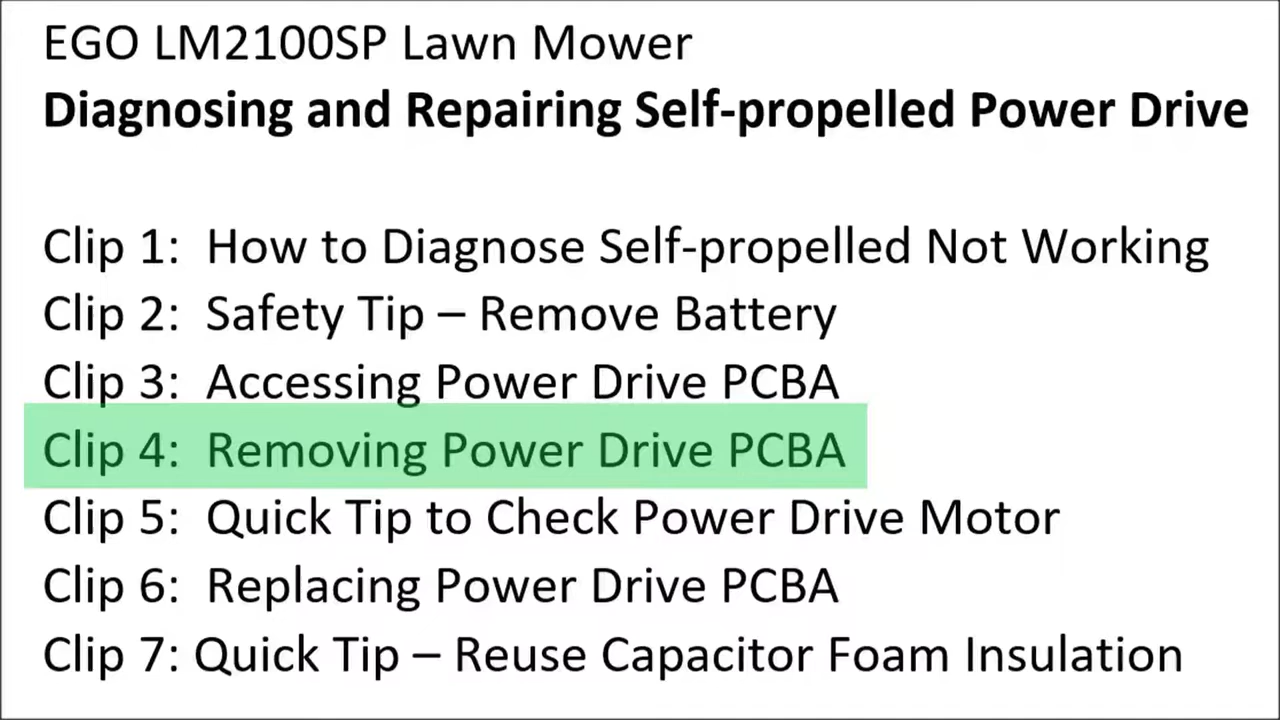 EGO LM2100SP Lawn Mower
Diagnosing and Repairing Self-propelled Power Drive
Clip 1: How to Diagnose Self-propelled Not Working
Clip 2: Safety Tip – Remove Battery
Clip 3: Accessing Power Drive PCBA
Clip 4: Removing Power Drive PCBA
Clip 5: Quick Tip to Check Power Drive Motor
Clip 6: Replacing Power Drive PCBA
Clip 7: Quick Tip – Reuse Capacitor Foam Insulation